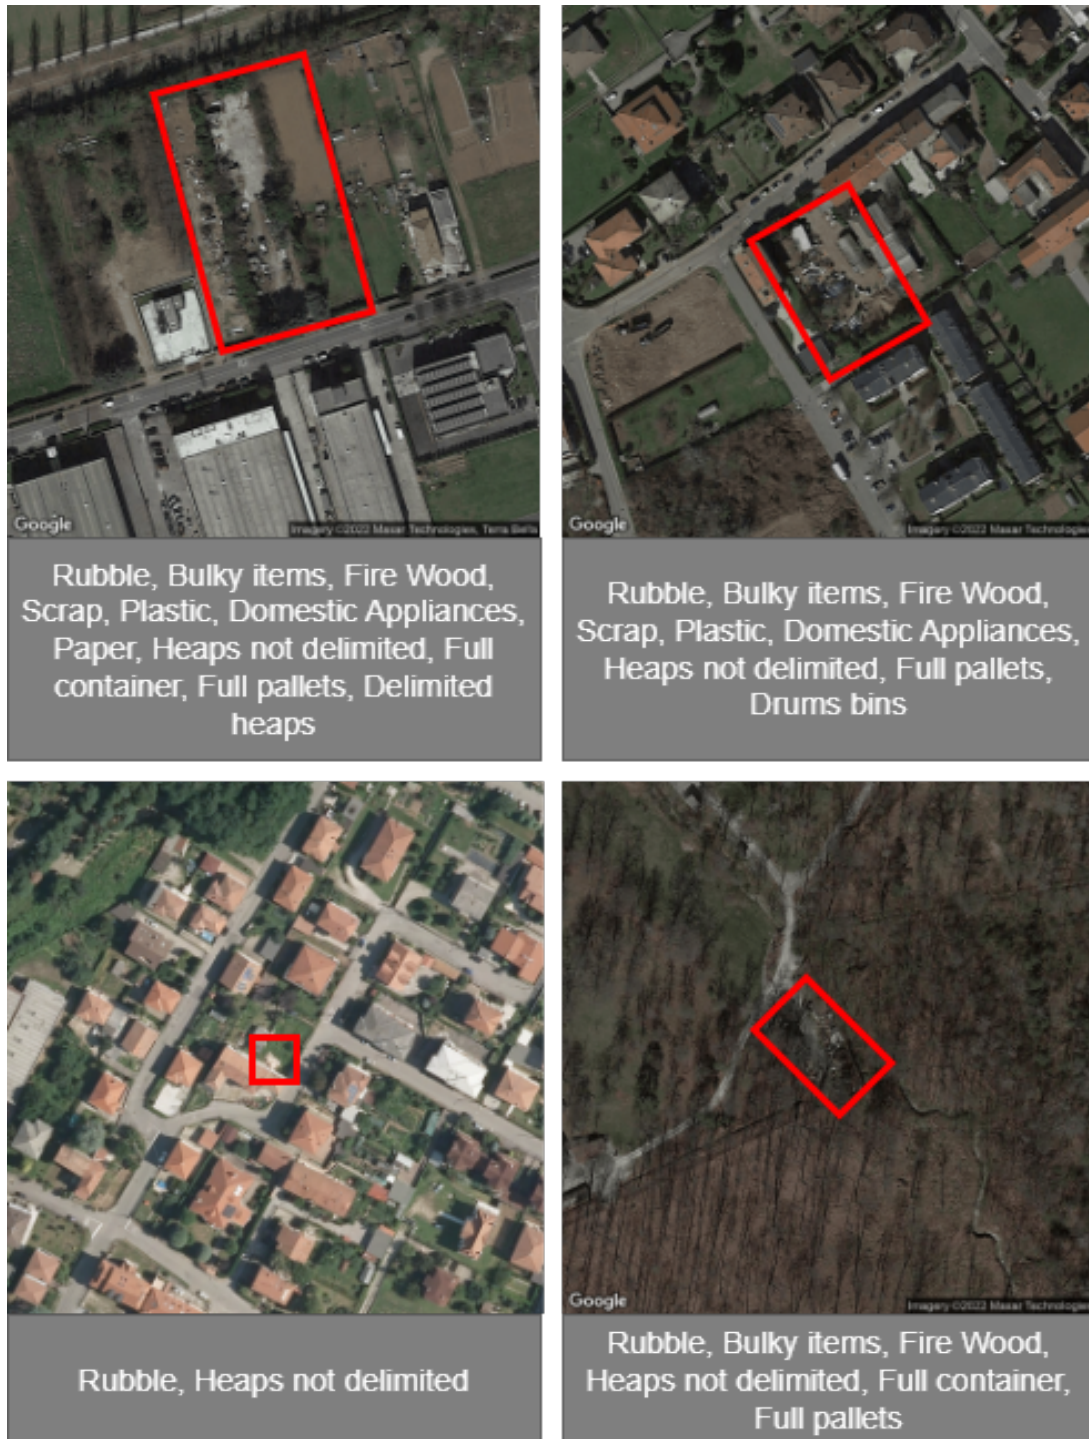 Google
Imagery ©2022 Maxar Technologies, Terra Bella
Rubble, Bulky items, Fire Wood,
Scrap, Plastic, Domestic Appliances,
Paper, Heaps not delimited, Full
container, Full pallets, Delimited
heaps
Imagery ©2022 Maxar Technologies
Rubble, Bulky items, Fire Wood,
Scrap, Plastic, Domestic Appliances,
Heaps not delimited, Full pallets,
Drums bins
Rubble, Heaps not delimited
Google
Imagery ©2022 Maxar Technologies
Rubble, Bulky items, Fire Wood,
Heaps not delimited, Full container,
Full pallets